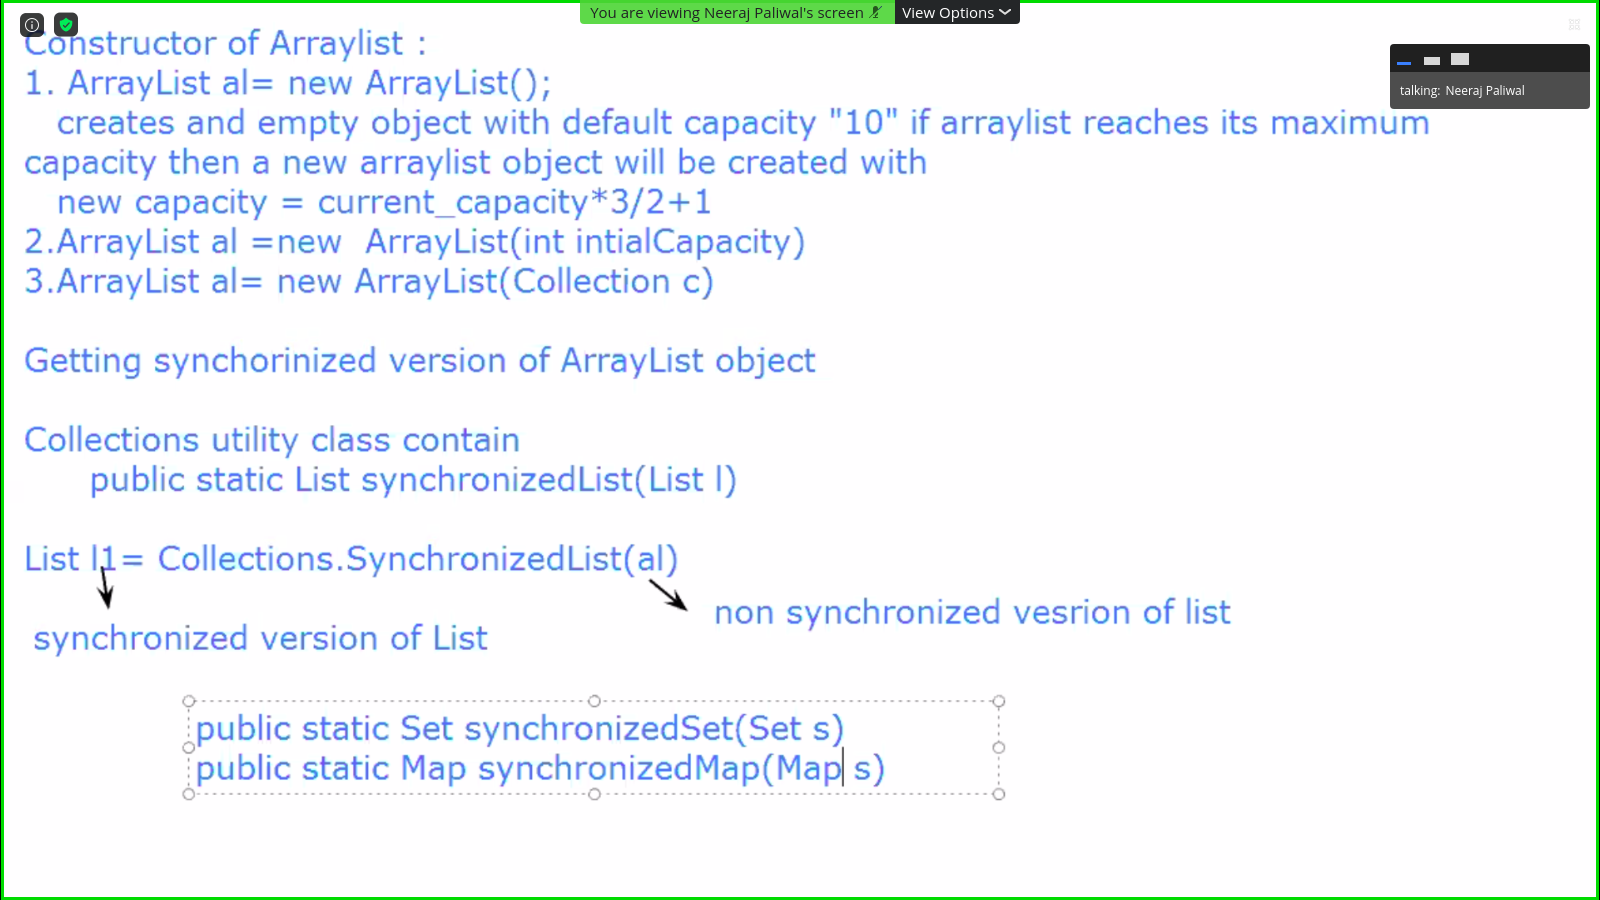 You are viewing Neeraj Paliwal's screen View Options
talking: Neeraj Paliwal
Constructor of Arraylist :
1. ArrayList al= new ArrayList();
creates and empty object with default capacity "10" if arraylist reaches its maximum
capacity then a new arraylist object will be created with
new capacity = current_capacity*3/2+1
2.ArrayList al =new ArrayList(int intialCapacity)
3.ArrayList al= new ArrayList(Collection c)
Getting synchorinized version of ArrayList object
Collections utility class contain
public static List synchronizedList(List l)
List l1= Collections.SynchronizedList(al)
non synchronized vesrion of list
synchronized version of List
public static Set synchronizedSet(Set s)
public static Map synchronizedMap(Map s)